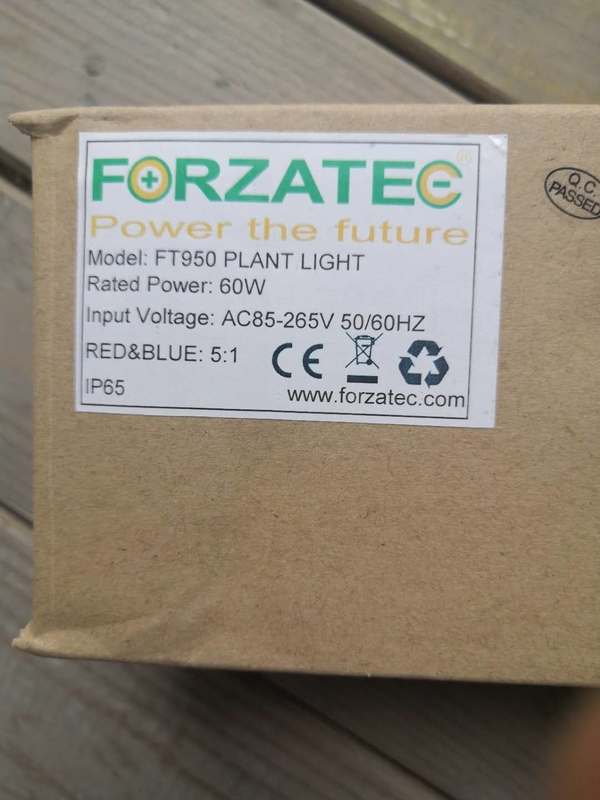 FORZATEC®
Power the future
Model: FT950 PLANT LIGHT
Rated Power: 60W
Input Voltage: AC85-265V 50/60HZ
RED&BLUE: 5:1
CE
IP65
www.forzatec.com
Q.C.
PASSED